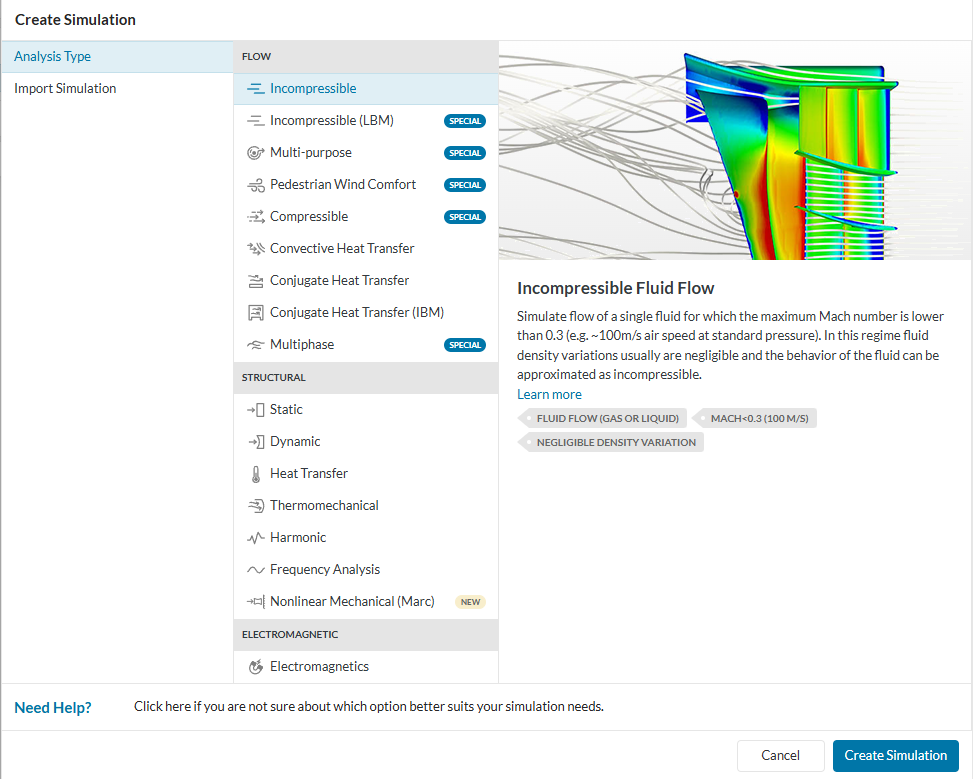 Create Simulation
Analysis Type
Import Simulation
FLOW
Incompressible
Incompressible (LBM) SPECIAL
Multi-purpose SPECIAL
Pedestrian Wind Comfort SPECIAL
Compressible SPECIAL
Convective Heat Transfer
Conjugate Heat Transfer
Conjugate Heat Transfer (IBM)
Multiphase SPECIAL
STRUCTURAL
Static
Dynamic
Heat Transfer
Thermomechanical
Harmonic
Frequency Analysis
Nonlinear Mechanical (Marc) NEW
ELECTROMAGNETIC
Electromagnetics
Incompressible Fluid Flow
Simulate flow of a single fluid for which the maximum Mach number is lower
than 0.3 (e.g. ~100m/s air speed at standard pressure). In this regime fluid
density variations usually are negligible and the behavior of the fluid can be
approximated as incompressible.
Learn more
FLUID FLOW (GAS OR LIQUID) MACH<0.3 (100 M/S)
NEGLIGIBLE DENSITY VARIATION
Need Help? Click here if you are not sure about which option better suits your simulation needs.
Cancel Create Simulation